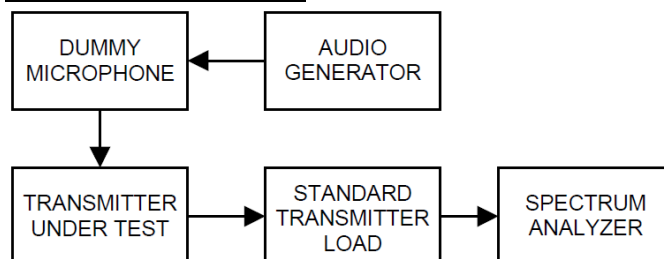 DUMMY
MICROPHONE
AUDIO
GENERATOR
TRANSMITTER
UNDER TEST
STANDARD
TRANSMITTER
LOAD
SPECTRUM
ANALYZER